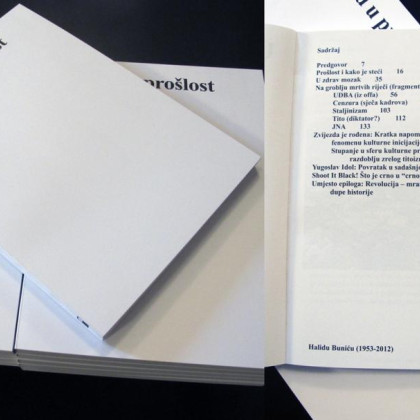 prošlost
Sadržaj
Predgovor 7
Prošlost i kako je steći 16
U zdrav mozak 35
Na groblju mrtvih riječi (fragment
UDBA (iz offa) 56
Cenzura (sječa kadrova)
Staljinizam 103
Tito (diktator?) 112
JNA 133
Zvijezda je rođena: Kratka napom
fenomenu kulturne inicijacije
Stupanje u sferu kulturne pr
razdoblju zrelog titoizm
Yugoslav Idol: Povratak u sadašnj
Shoot It Black! Što je crno u "crno
Umjesto epiloga: Revolucija – mra
dupe historije
Halidu Buniću (1953-2012)